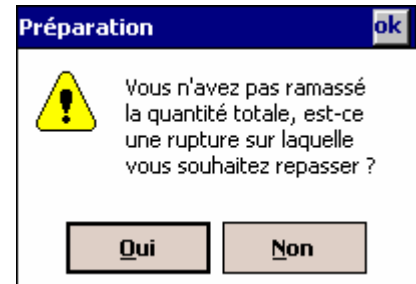 Préparation ok
Vous n'avez pas ramassé
la quantité totale, est-ce
une rupture sur laquelle
vous souhaitez repasser ?
Oui Non